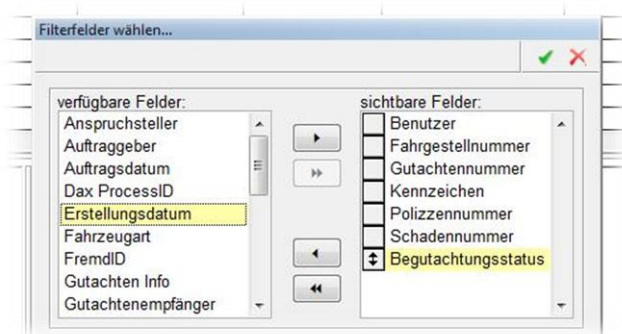 Filterfelder wählen...
verfügbare Felder:
Anspruchsteller
Auftraggeber
Auftragsdatum
Dax ProcessID
Erstellungsdatum
Fahrzeugart
FremdID
Gutachten Info
Gutachtenempfänger
sichtbare Felder:
Benutzer
Fahrgestellnummer
Gutachtennummer
Kennzeichen
Polizzennummer
Schadennummer
Begutachtungsstatus